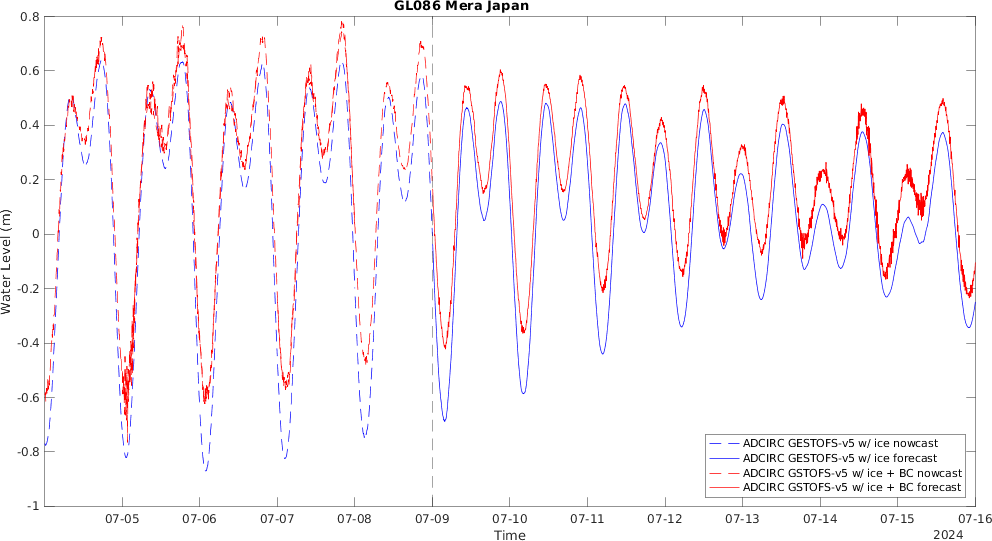 GL086 Mera Japan
0.8
0.6
0.4
0.2
0
-0.2
-0.4
-0.6
-0.8
-1
Water Level (m)
ADCIRC GESTOFS-v5 w/ ice nowcast
ADCIRC GESTOFS-v5 w/ ice forecast
ADCIRC GSTOFS-v5 w/ ice + BC nowcast
ADCIRC GSTOFS-v5 w/ ice + BC forecast
07-05 07-06 07-07 07-08 07-09 07-10 07-11 07-12 07-13 07-14 07-15 07-16
Time
2024